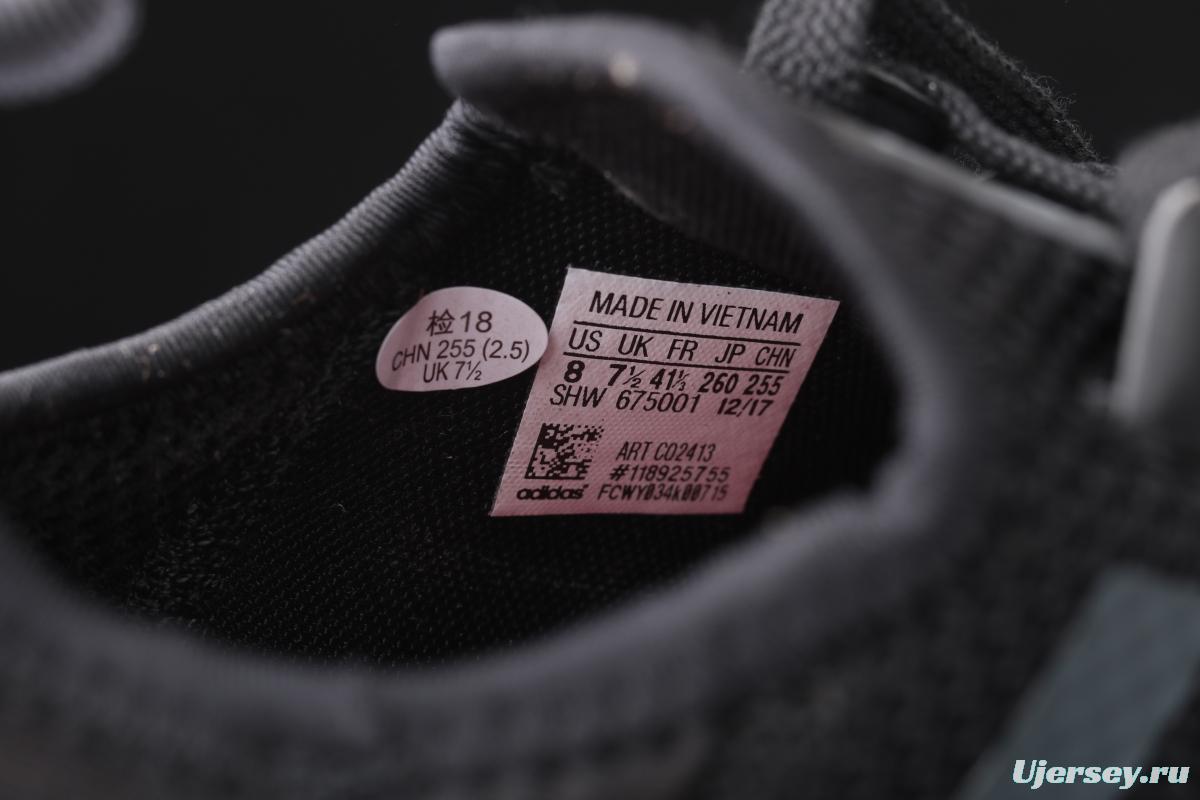 检18
CHN 255 (2.5)
UK 7½
MADE IN VIETNAM
US UK FR JP CHN
8 7½ 41⅓ 260 255
SHW 675001 12/17
ART CQ2413
#118925755
adidas FCWY034k00715
Ujersey.ru